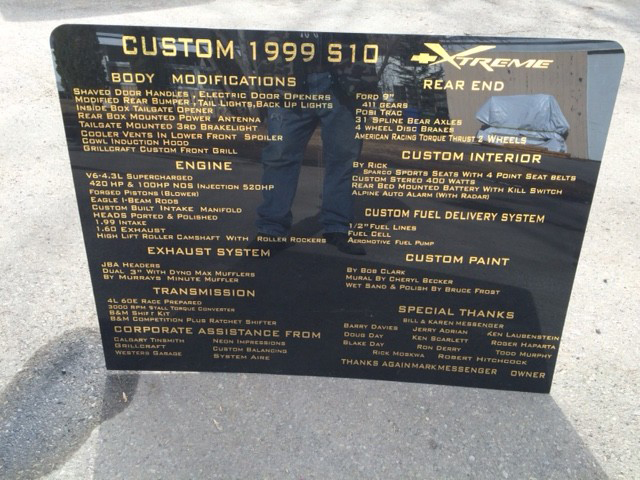 CUSTOM 1999 S10
XTREME
BODY MODIFICATIONS
SHAVED DOOR HANDLES , ELECTRIC DOOR OPENERS
MODIFIED REAR BUMPER , TAIL LIGHTS,BACK UP LIGHTS
INSIDE BOX TAILGATE OPENER
REAR BOX MOUNTED POWER ANTENNA
TAILGATE MOUNTED 3RD BRAKELIGHT
COOLER VENTS IN LOWER FRONT SPOILER
COWL INDUCTION HOOD
GRILLCRAFT CUSTOM FRONT GRILL
ENGINE
V6-4.3L SUPERCHARGED
420 HP & 100HP NOS INJECTION 520HP
FORGED PISTONS (BLOWER)
EAGLE I-BEAM RODS
CUSTOM BUILT INTAKE MANIFOLD
HEADS PORTED & POLISHED
1.99 INTAKE
1.60 EXHAUST
HIGH LIFT ROLLER CAMSHAFT WITH ROLLER ROCKERS
EXHAUST SYSTEM
JBA HEADERS
DUAL 3" WITH DYNO MAX MUFFLERS
BY MURRAYS MINUTE MUFFLER
TRANSMISSION
4L 60E RACE PREPARED
3000 RPM STALL TORQUE CONVERTER
B&M SHIFT KIT
B&M COMPETITION PLUS RATCHET SHIFTER
CORPORATE ASSISTANCE FROM
CALGARY TINSMITH NEON IMPRESSIONS
GRILLCRAFT CUSTOM BALANCING
WESTERN GARAGE SYSTEM AIRE
REAR END
FORD 9"
411 GEARS
POSI TRAC
31 SPLINE BEAR AXLES
4 WHEEL DISC BRAKES
AMERICAN RACING TORQUE THRUST 2 WHEELS
CUSTOM INTERIOR
BY RICK
SPARCO SPORTS SEATS WITH 4 POINT SEAT BELTS
CUSTOM STEREO 400 WATTS
REAR BED MOUNTED BATTERY WITH KILL SWITCH
ALPINE AUTO ALARM (WITH RADAR)
CUSTOM FUEL DELIVERY SYSTEM
1/2" FUEL LINES
FUEL CELL
AEROMOTIVE FUEL PUMP
CUSTOM PAINT
BY BOB CLARK
MURAL BY CHERYL BECKER
WET SAND & POLISH BY BRUCE FROST
SPECIAL THANKS
BILL & KAREN MESSENGER
BARRY DAVIES JERRY ADRIAN KEN LAUBENSTEIN
DOUG DAY KEN SCARLETT ROGER HAPARTA
BLAKE DAY RON DERRY TODD MURPHY
RICK MOSKWA ROBERT HITCHCOCK
THANKS AGAIN MARK MESSENGER OWNER